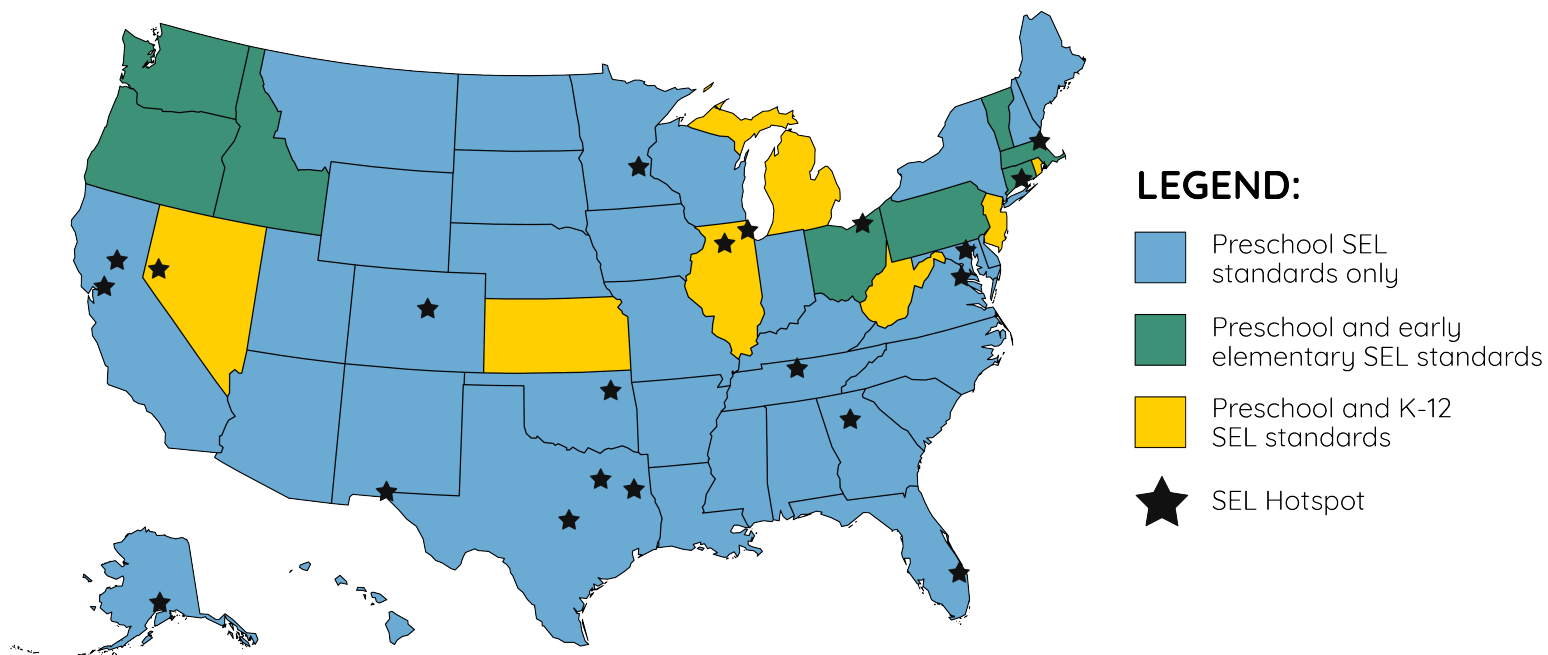 LEGEND:
Preschool SEL
standards only
Preschool and early
elementary SEL standards
Preschool and K-12
SEL standards
SEL Hotspot